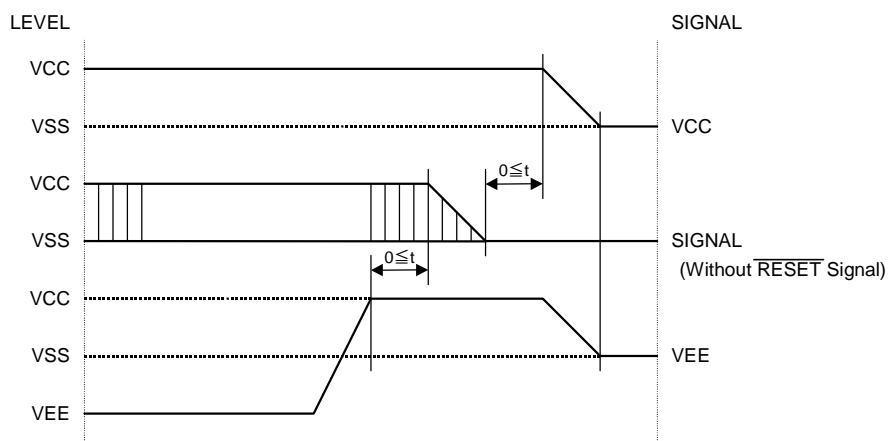 LEVEL SIGNAL
VCC
VSS VCC
0≦t
VCC
VSS SIGNAL
(Without RESET Signal)
0≦t
VCC
VSS VEE
VEE